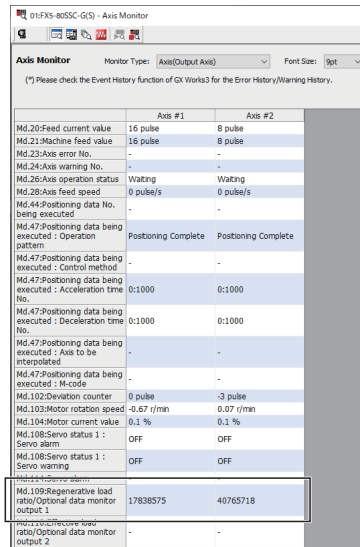 01:FX5-80SSC-G(S) - Axis Monitor
Axis Monitor Monitor Type: Axis(Output Axis) Font Size: 9pt
(*) Please check the Event History function of GX Works3 for the Error History/Warning History.
Axis #1 Axis #2
Md.20:Feed current value 16 pulse 8 pulse
Md.21:Machine feed value 16 pulse 8 pulse
Md.23:Axis error No. - -
Md.24:Axis warning No. - -
Md.26:Axis operation status Waiting Waiting
Md.28:Axis feed speed 0 pulse/s 0 pulse/s
Md.44:Positioning data No.
being executed - -
Md.47:Positioning data being
executed : Operation
pattern Positioning Complete Positioning Complete
Md.47:Positioning data being
executed : Control method - -
Md.47:Positioning data being
executed : Acceleration time
No. 0:1000 0:1000
Md.47:Positioning data being
executed : Deceleration time
No. 0:1000 0:1000
Md.47:Positioning data being
executed : Axis to be
interpolated - -
Md.47:Positioning data being
executed : M-code - -
Md.102:Deviation counter 0 pulse -3 pulse
Md.103:Motor rotation speed -0.67 r/min 0.07 r/min
Md.104:Motor current value 0.1 % 0.1 %
Md.108:Servo status 1 :
Servo alarm OFF OFF
Md.108:Servo status 1 :
Servo warning OFF OFF
Md.114:Servo alarm - -
Md.109:Regenerative load
ratio/Optional data monitor
output 1 17838575 40765718
ratio/Optional data monitor
output 2